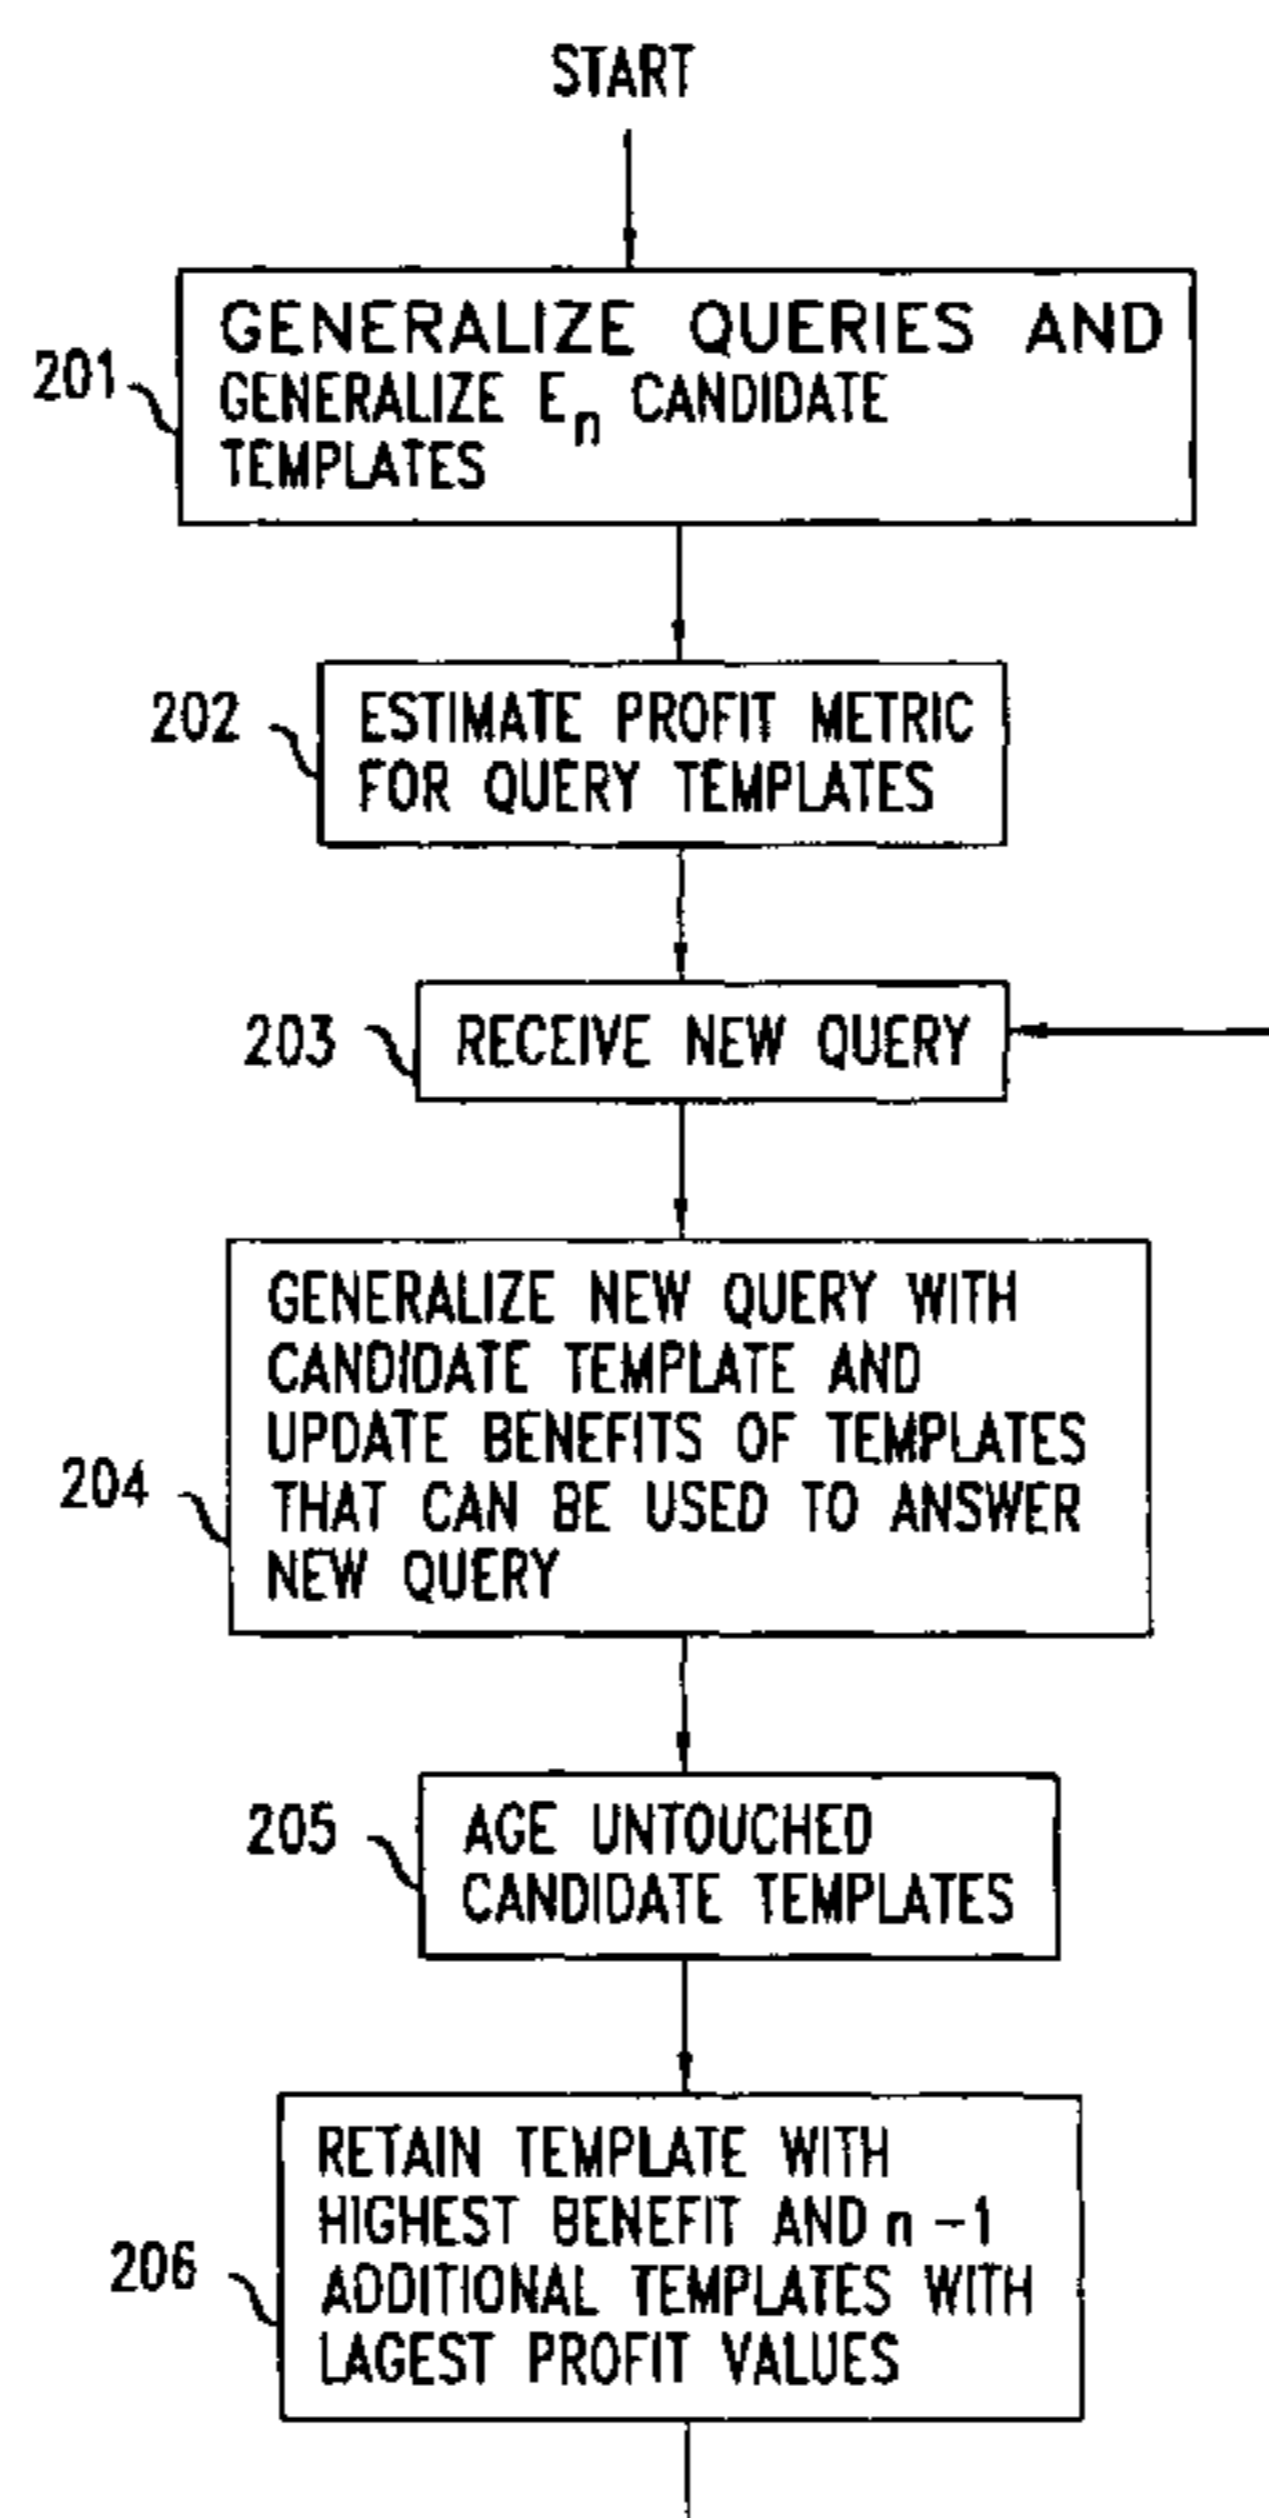 START
201
GENERALIZE QUERIES AND
GENERALIZE En CANDIDATE
TEMPLATES
202
ESTIMATE PROFIT METRIC
FOR QUERY TEMPLATES
203
RECEIVE NEW QUERY
204
GENERALIZE NEW QUERY WITH
CANDIDATE TEMPLATE AND
UPDATE BENEFITS OF TEMPLATES
THAT CAN BE USED TO ANSWER
NEW QUERY
205
AGE UNTOUCHED
CANDIDATE TEMPLATES
206
RETAIN TEMPLATE WITH
HIGHEST BENEFIT AND n-1
ADDITIONAL TEMPLATES WITH
LAGEST PROFIT VALUES